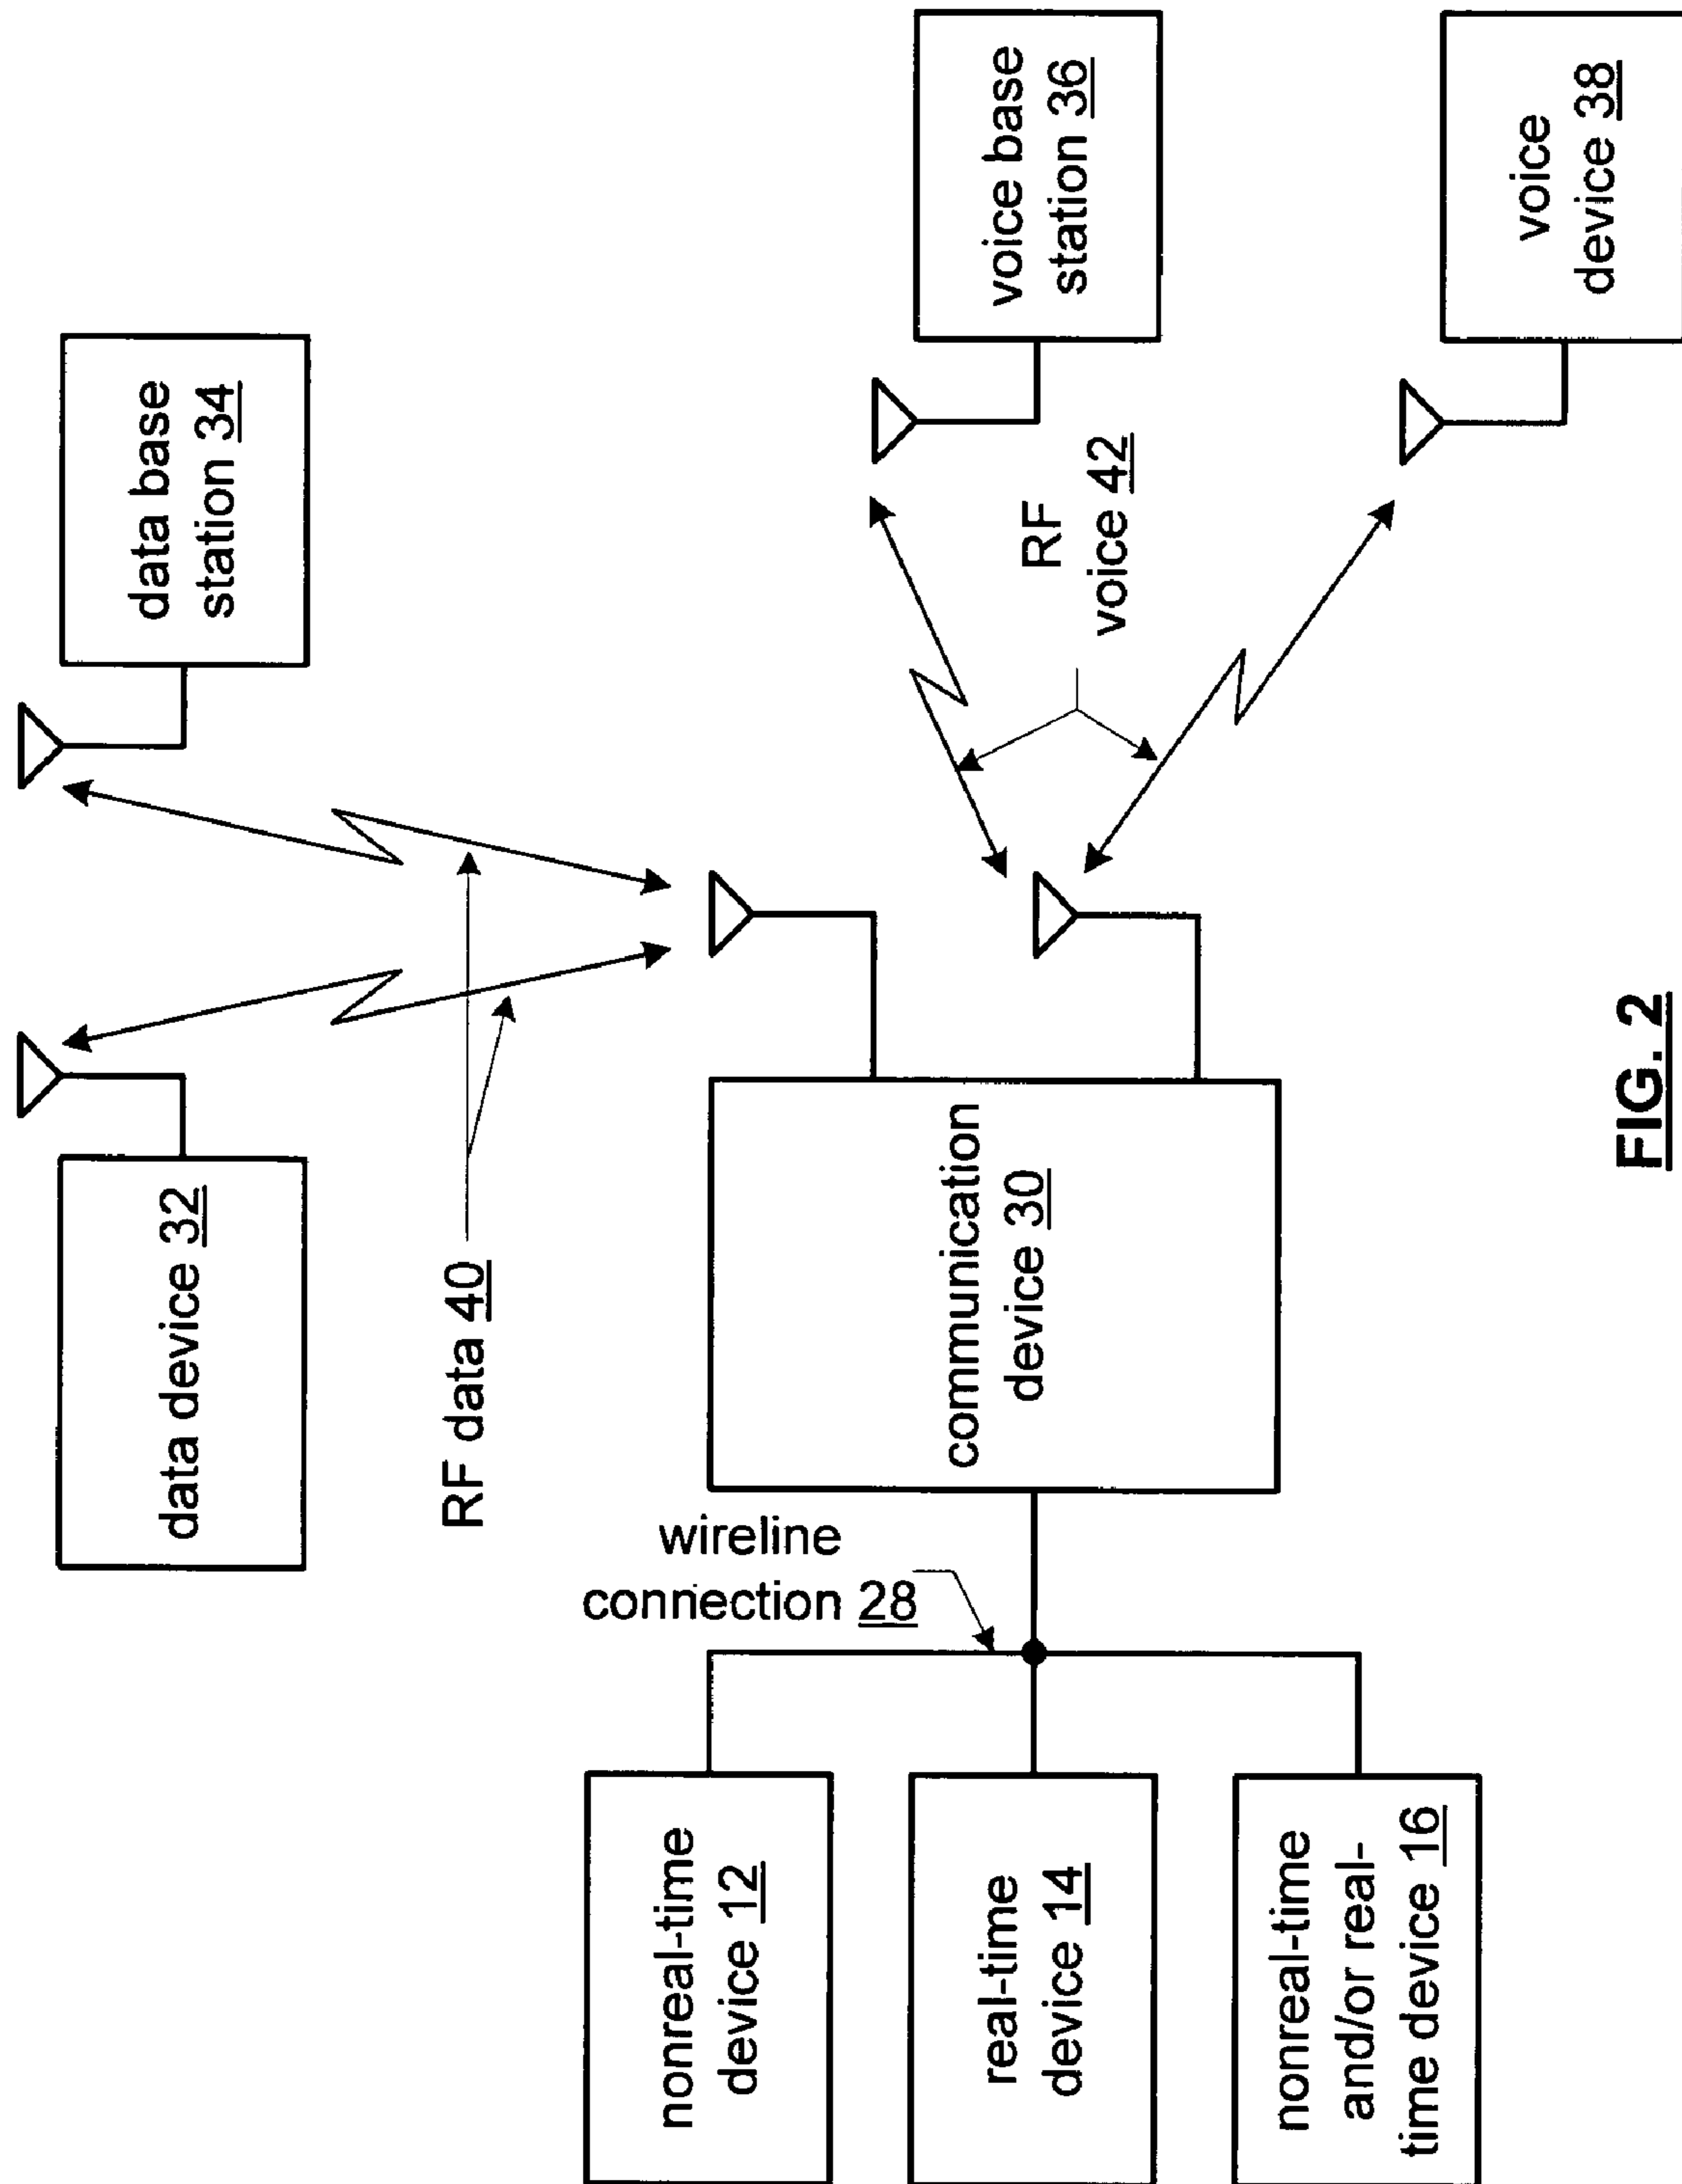 data device 32
data base
station 34
RF data 40
wireline
connection 28
nonreal-time
device 12
real-time
device 14
nonreal-time
and/or real-
time device 16
communication
device 30
RF
voice 42
voice base
station 36
voice
device 38
FIG. 2